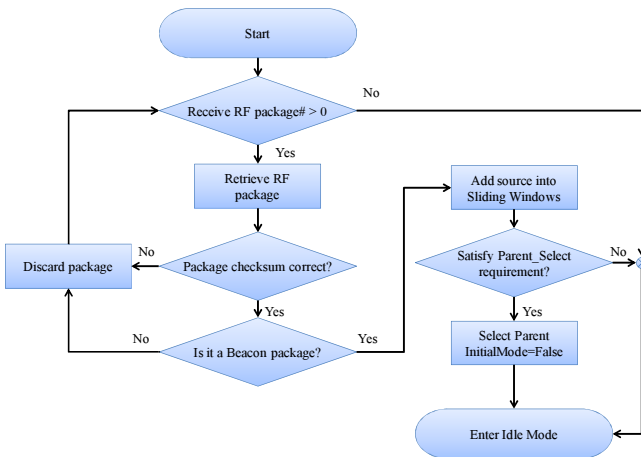 Start
Receive RF package# > 0
No
Yes
Retrieve RF
package
Add source into
Sliding Windows
Discard package
No
Package checksum correct?
Satisfy Parent_Select
requirement?
No
Yes
Yes
No
Is it a Beacon package?
Yes
Select Parent
InitialMode=False
Enter Idle Mode